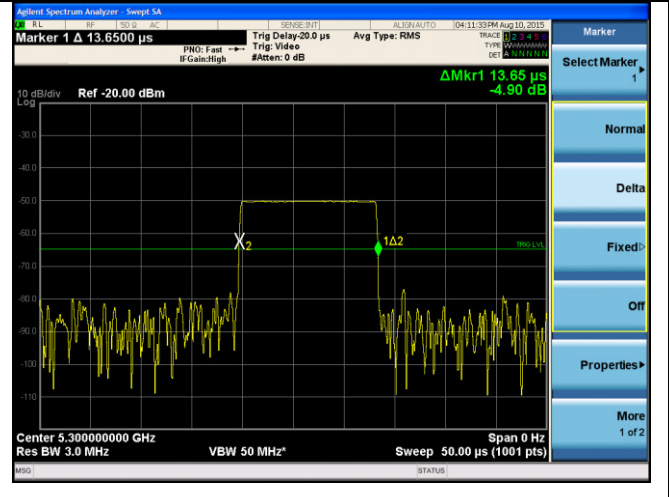 Agilent Spectrum Analyzer - Swept SA
RL RF 50 Ω AC SENSE:INT ALIGNAUTO 04:11:33PM Aug 10, 2015
Marker 1 Δ 13.6500 µs
PNO: Fast
IFGain:High
Trig Delay-20.0 µs
Trig: Video
#Atten: 0 dB
Avg Type: RMS
TRACE 1 2 3 4 5 6
TYPE
DET A N N N N N
ΔMkr1 13.65 µs
-4.90 dB
10 dB/div Ref -20.00 dBm
Log
-30.0
-40.0
-50.0
-60.0
-70.0
-80.0
-90.0
-100
-110
X2
1Δ2
TRIG LVL
Center 5.300000000 GHz Span 0 Hz
Res BW 3.0 MHz VBW 50 MHz* Sweep 50.00 µs (1001 pts)
MSG STATUS
Marker
Select Marker
1
Normal
Delta
Fixed
Off
Properties
More
1 of 2